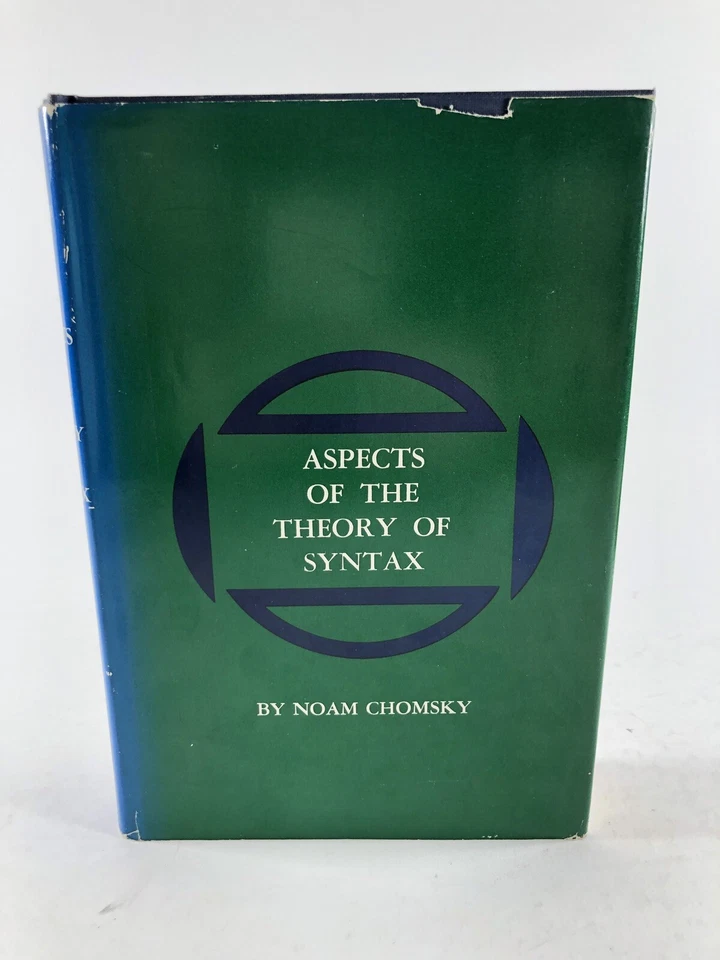 ASPECTS
OF THE
THEORY OF
SYNTAX
BY NOAM CHOMSKY